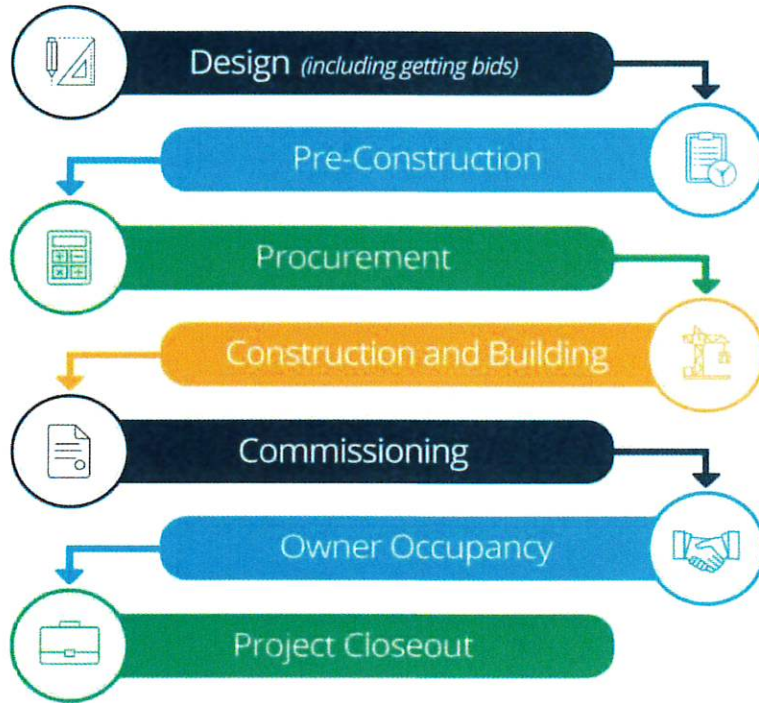 Design (including getting bids)
Pre-Construction
Procurement
Construction and Building
Commissioning
Owner Occupancy
Project Closeout